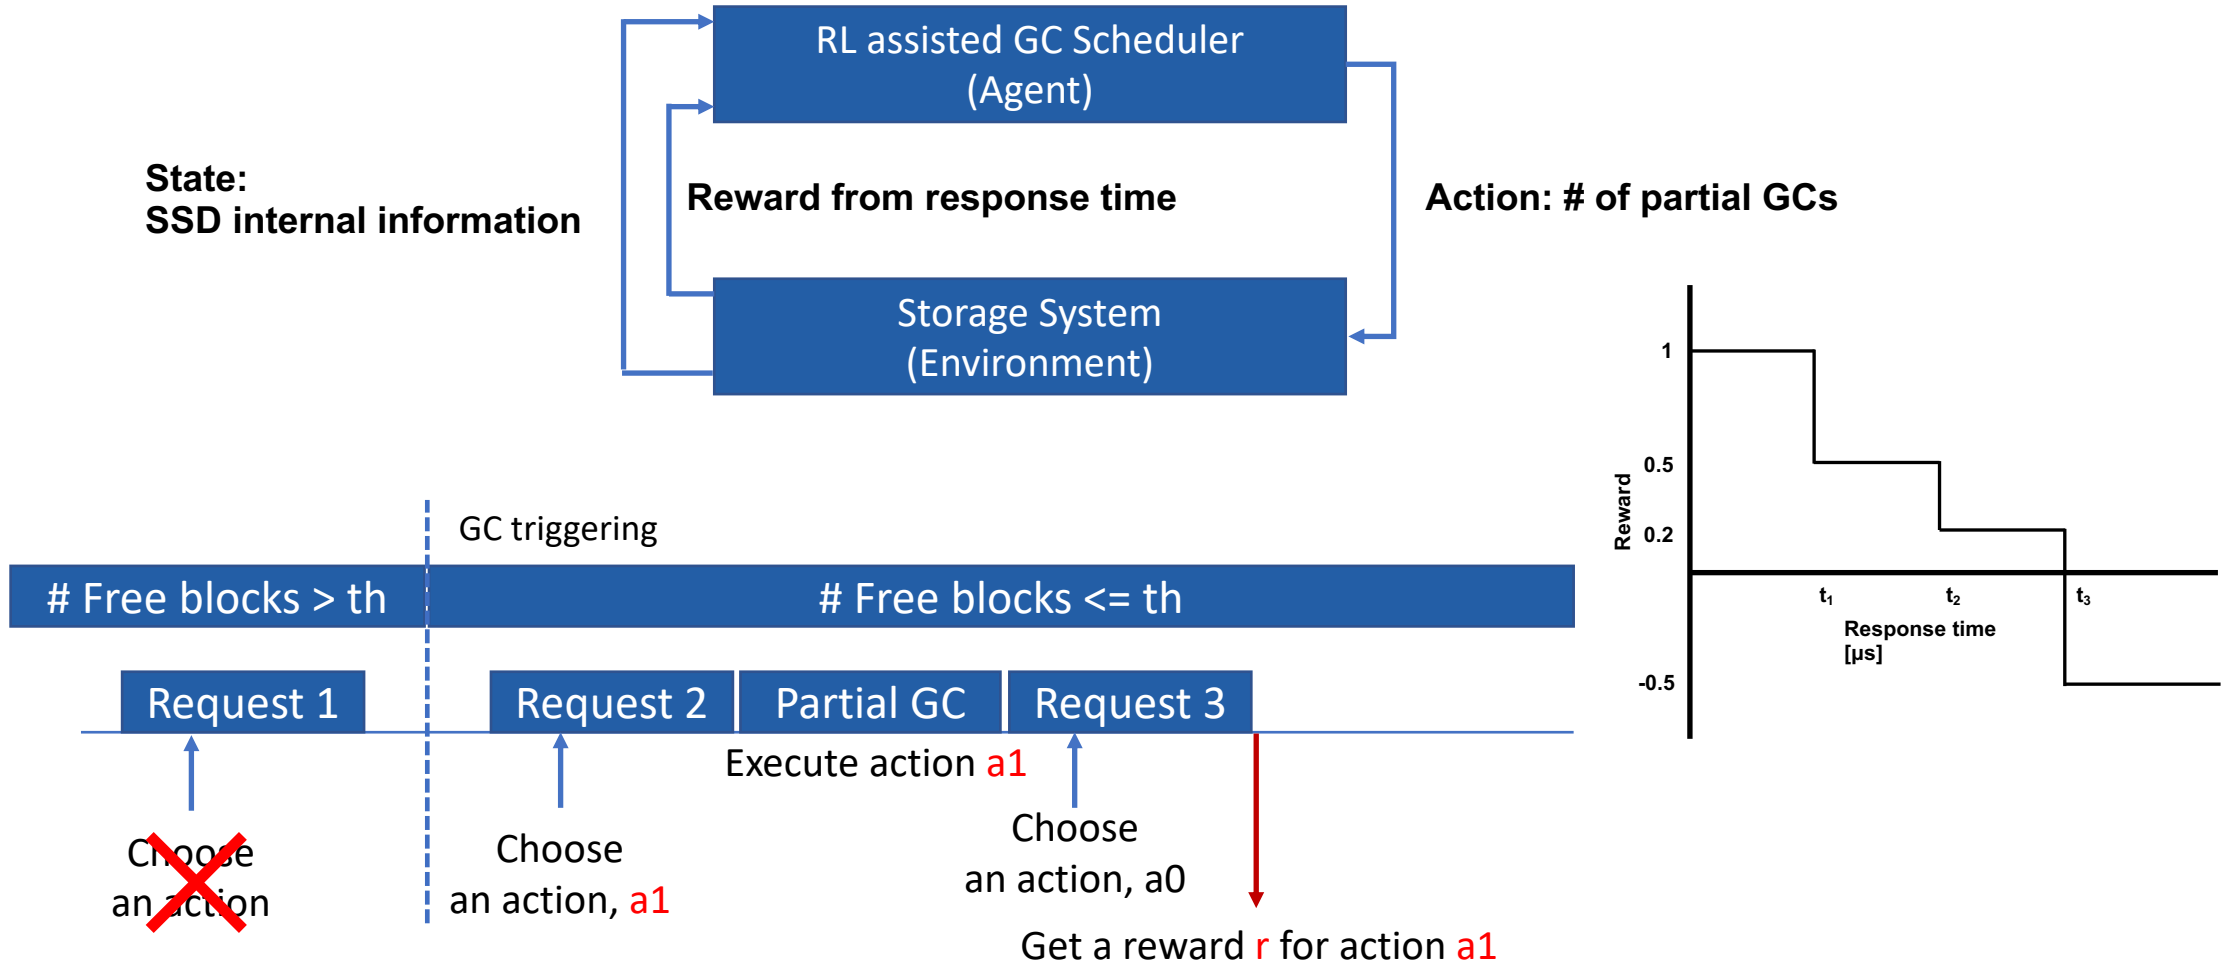 RL assisted GC Scheduler
(Agent)
State:
SSD internal information
Reward from response time
Action: # of partial GCs
Storage System
(Environment)
1
0.5
0.2
-0.5
Reward
t₁
t₂
t₃
Response time
[µs]
GC triggering
# Free blocks > th
# Free blocks <= th
Request 1
Request 2
Partial GC
Request 3
Execute action a1
Choose
an action
Choose
an action, a1
Choose
an action, a0
Get a reward r for action a1